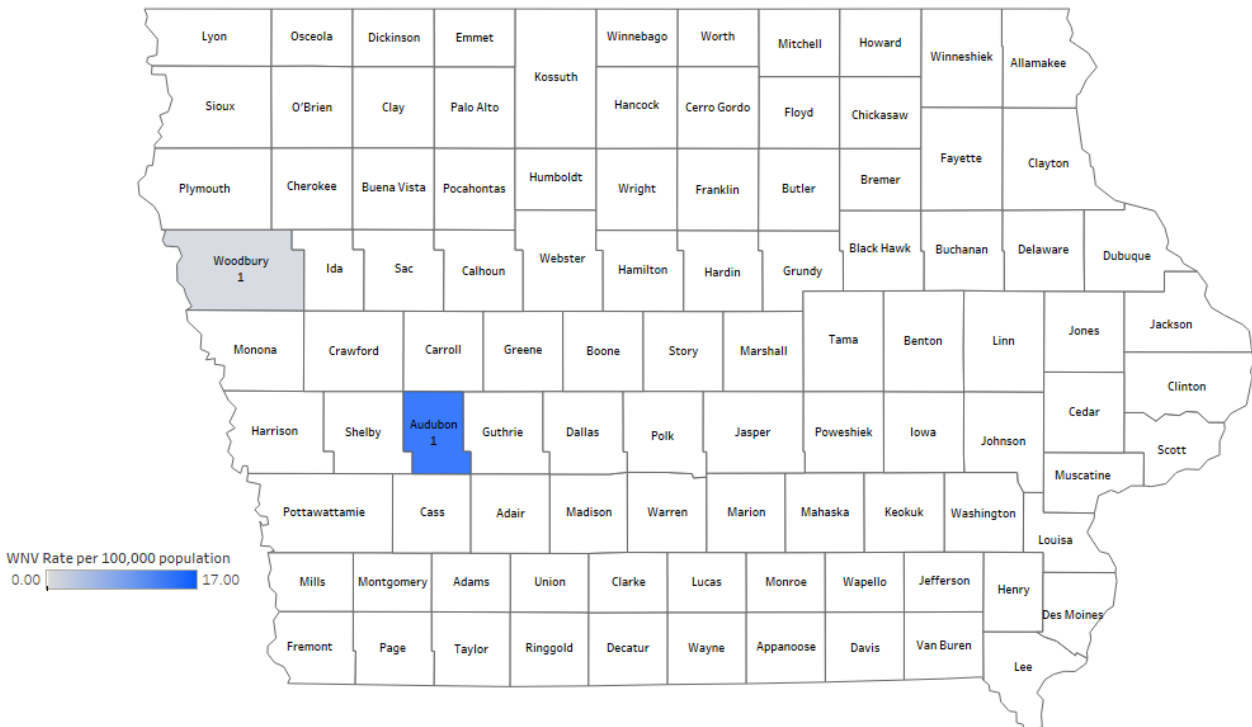 Lyon
Osceola
Dickinson
Emmet
Kossuth
Winnebago
Worth
Mitchell
Howard
Winneshiek
Allamakee
Sioux
O'Brien
Clay
Palo Alto
Hancock
Cerro Gordo
Floyd
Chickasaw
Fayette
Clayton
Plymouth
Cherokee
Buena Vista
Pocahontas
Humboldt
Wright
Franklin
Butler
Bremer
Woodbury
1
Ida
Sac
Calhoun
Webster
Hamilton
Hardin
Grundy
Black Hawk
Buchanan
Delaware
Dubuque
Monona
Crawford
Carroll
Greene
Boone
Story
Marshall
Tama
Benton
Linn
Jones
Jackson
Clinton
Harrison
Shelby
Audubon
1
Guthrie
Dallas
Polk
Jasper
Poweshiek
Iowa
Johnson
Cedar
Scott
Muscatine
Pottawattamie
Cass
Adair
Madison
Warren
Marion
Mahaska
Keokuk
Washington
Louisa
WNV Rate per 100,000 population
0.00 17.00
Mills
Montgomery
Adams
Union
Clarke
Lucas
Monroe
Wapello
Jefferson
Henry
Des Moines
Fremont
Page
Taylor
Ringgold
Decatur
Wayne
Appanoose
Davis
Van Buren
Lee